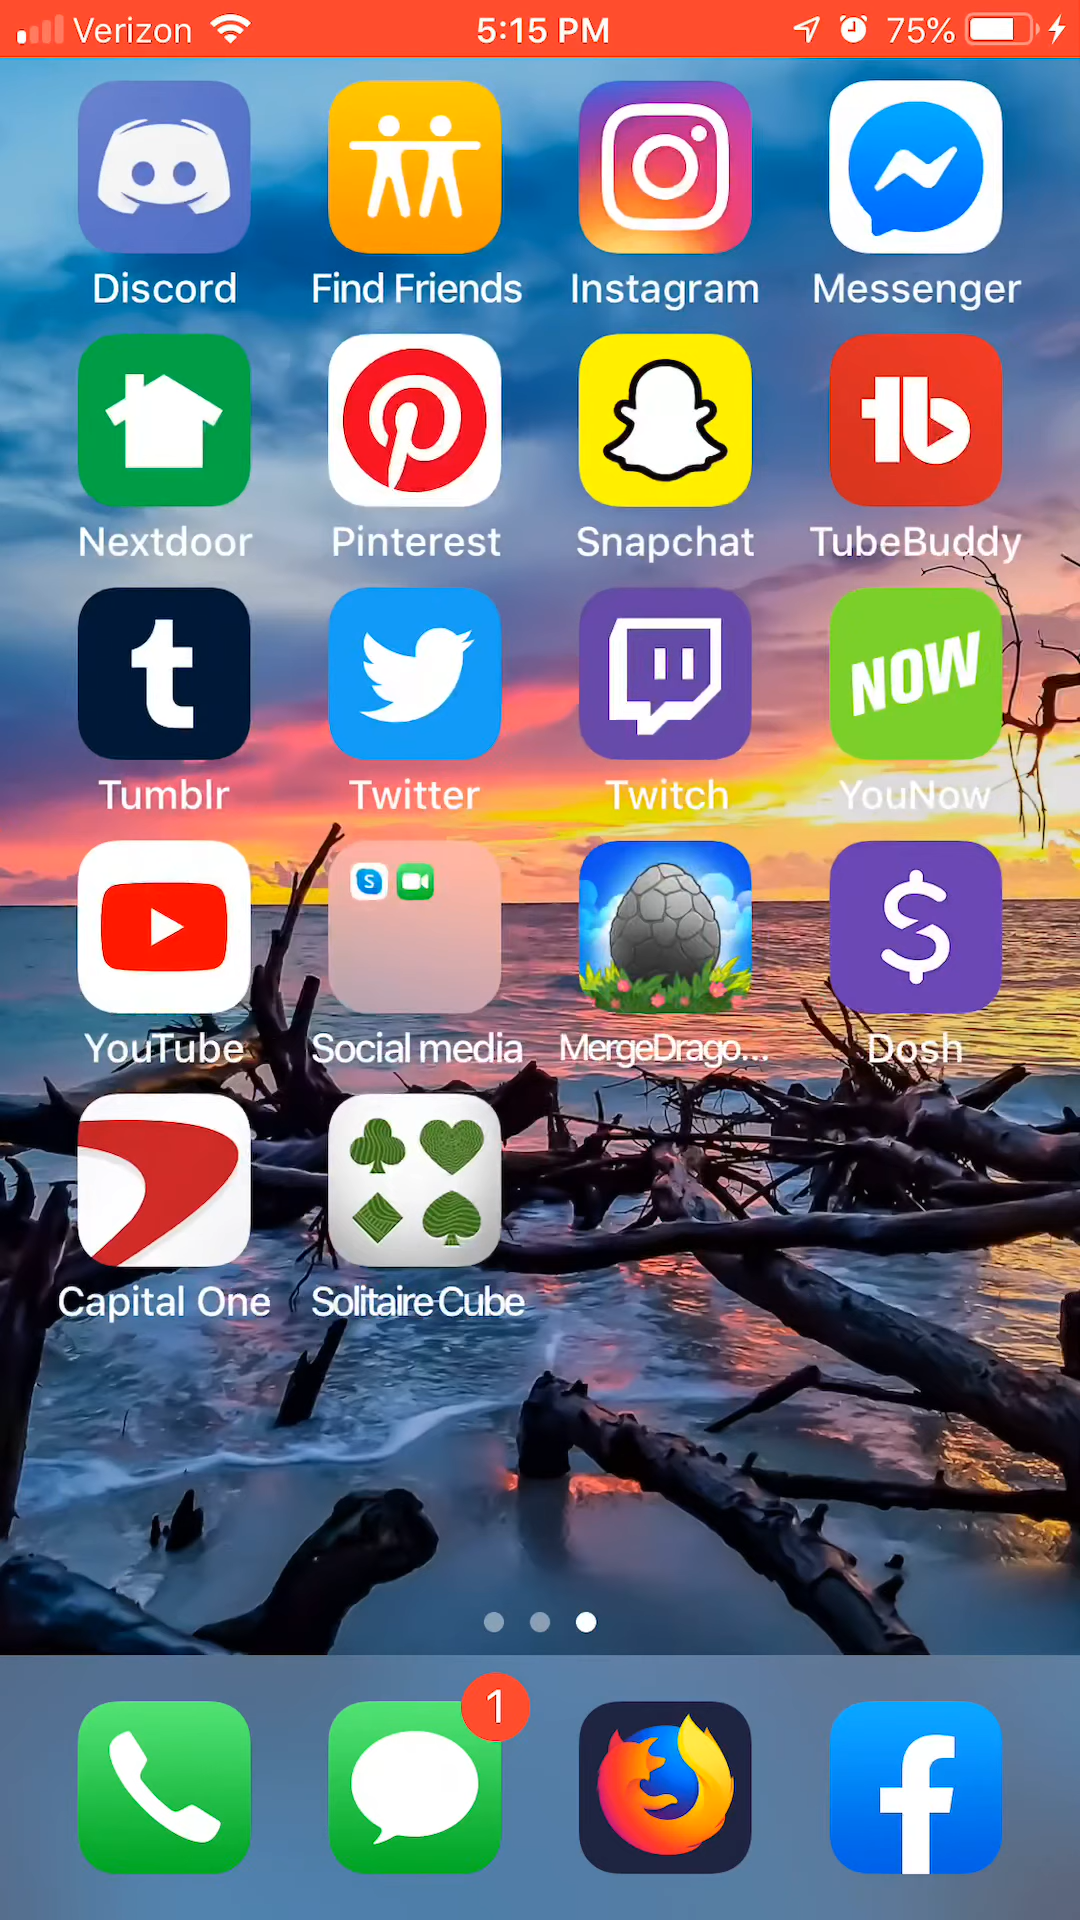 Verizon 5:15 PM 75%
Discord Find Friends Instagram Messenger
Nextdoor Pinterest Snapchat TubeBuddy
NOW
Tumblr Twitter Twitch YouNow
YouTube Social media MergeDrago... Dosh
Capital One Solitaire Cube
1